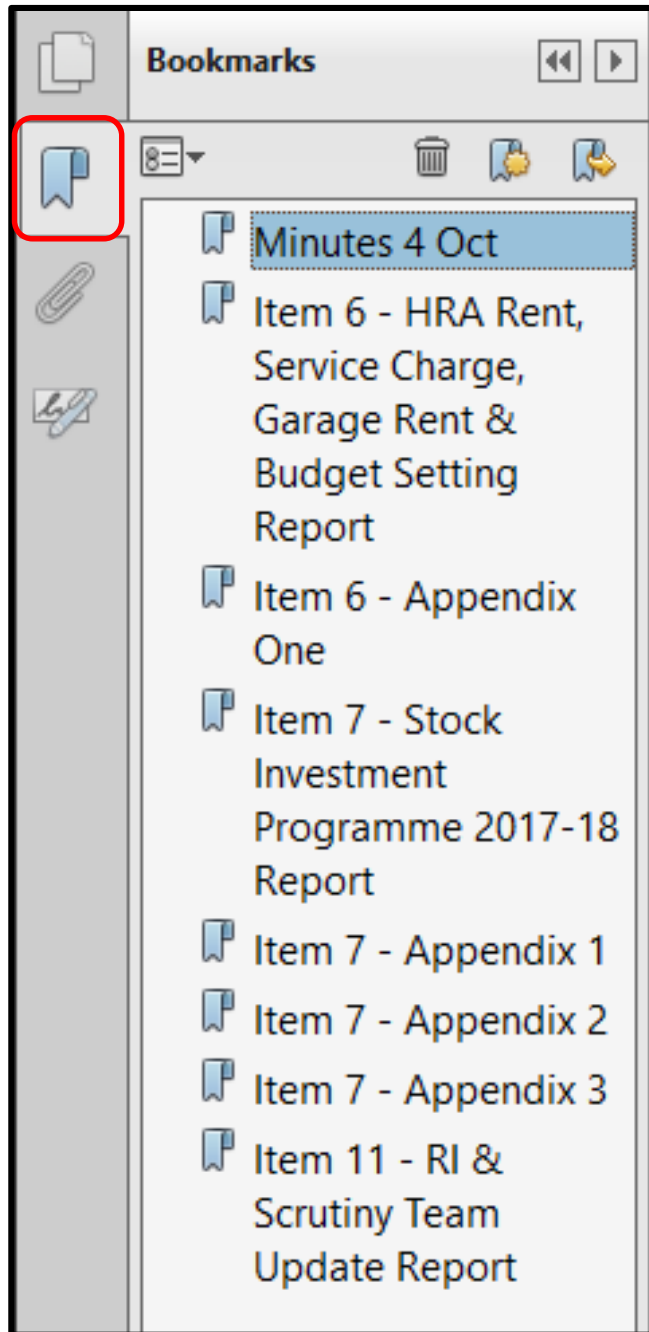 Bookmarks
Minutes 4 Oct
Item 6 - HRA Rent,
Service Charge,
Garage Rent &
Budget Setting
Report
Item 6 - Appendix
One
Item 7 - Stock
Investment
Programme 2017-18
Report
Item 7 - Appendix 1
Item 7 - Appendix 2
Item 7 - Appendix 3
Item 11 - RI &
Scrutiny Team
Update Report